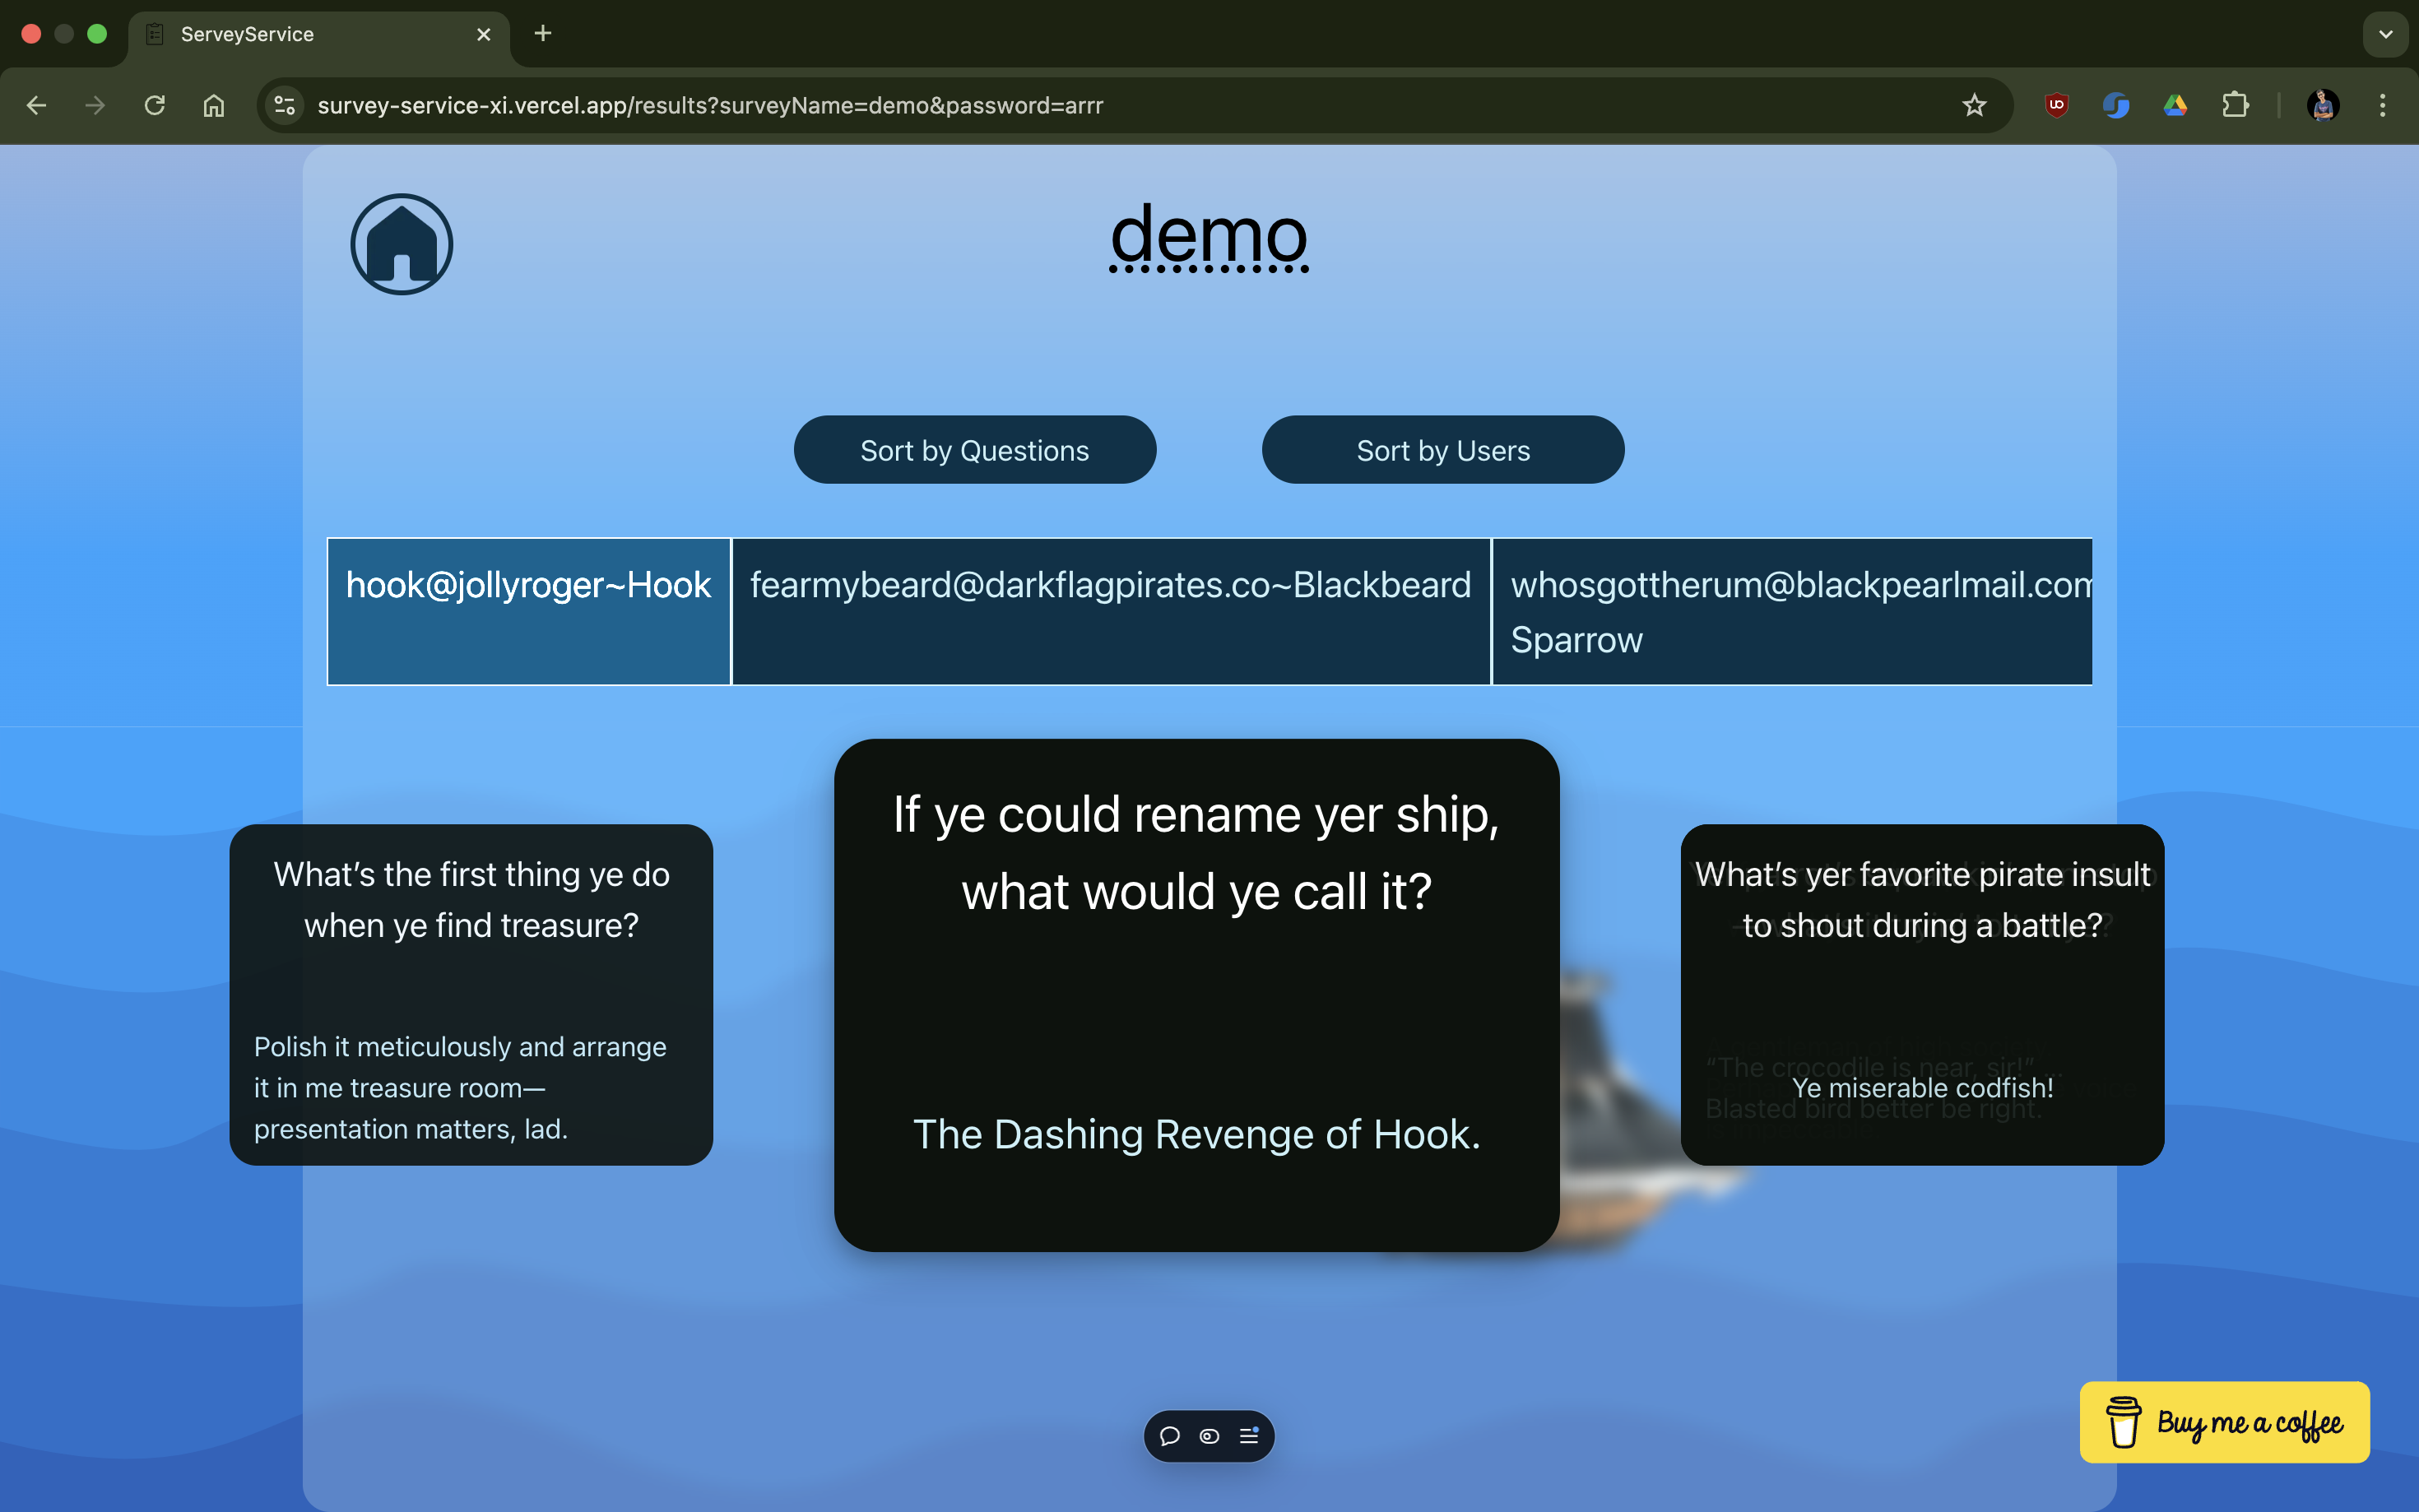 ServeyService
survey-service-xi.vercel.app/results?surveyName=demo&password=arrr
demo
Sort by Questions
Sort by Users
hook@jollyroger~Hook
fearmybeard@darkflagpirates.co~Blackbeard
whosgottherum@blackpearlmail.com
Sparrow
What’s the first thing ye do
when ye find treasure?
Polish it meticulously and arrange
it in me treasure room—
presentation matters, lad.
If ye could rename yer ship,
what would ye call it?
The Dashing Revenge of Hook.
What’s yer favorite pirate insult
to shout during a battle?
“The crocodile is near, sir!” ...
Ye miserable codfish!
Blasted bird better be right.
Buy me a coffee